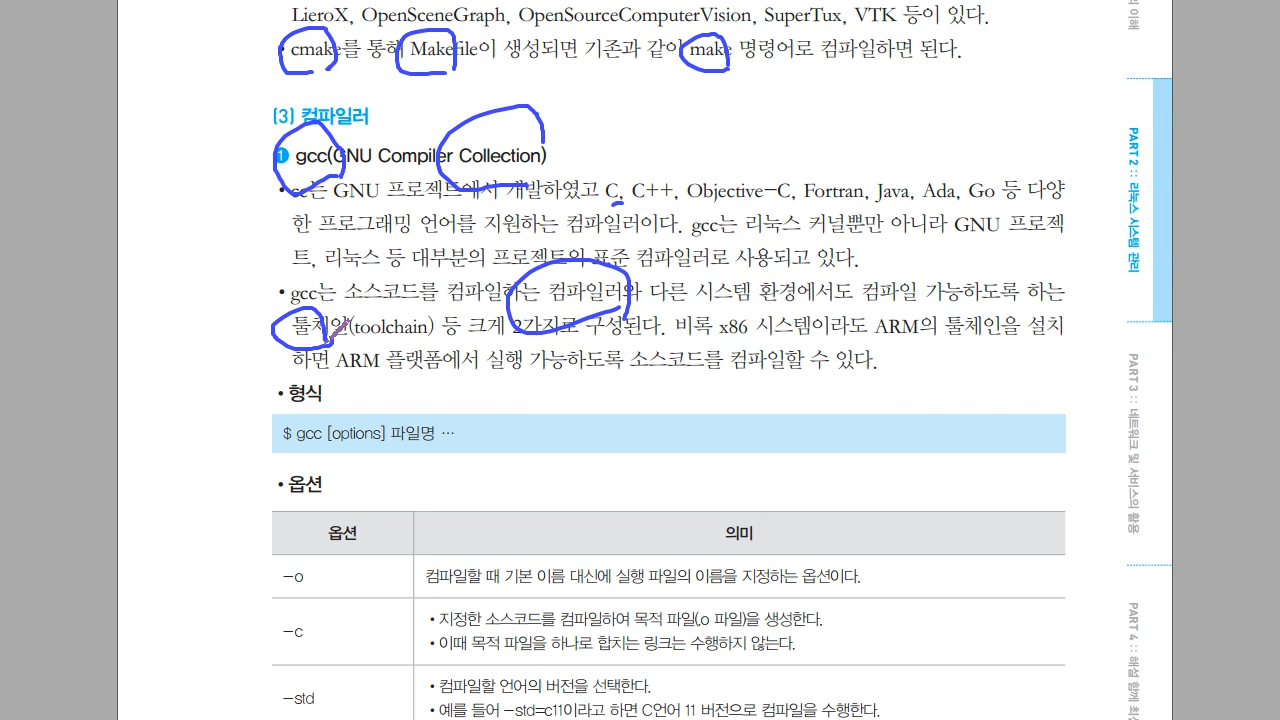 LieroX, OpenSceneGraph, OpenSourceComputerVision, SuperTux, VTK 등이 있다.
• cmake를 통해 Makefile이 생성되면 기존과 같이 make 명령어로 컴파일하면 된다.
(3) 컴파일러
❶ gcc(GNU Compiler Collection)
• cc는 GNU 프로젝트에서 개발하였고 C, C++, Objective-C, Fortran, Java, Ada, Go 등 다양
한 프로그래밍 언어를 지원하는 컴파일러이다. gcc는 리눅스 커널뿐만 아니라 GNU 프로젝
트, 리눅스 등 대부분의 프로젝트의 표준 컴파일러로 사용되고 있다.
• gcc는 소스코드를 컴파일하는 컴파일러와 다른 시스템 환경에서도 컴파일 가능하도록 하는
툴체인(toolchain) 등 크게 2가지로 구성된다. 비록 x86 시스템이라도 ARM의 툴체인을 설치
하면 ARM 플랫폼에서 실행 가능하도록 소스코드를 컴파일할 수 있다.
• 형식
$ gcc [options] 파일명 …
• 옵션
옵션 의미
-o 컴파일할 때 기본 이름 대신에 실행 파일의 이름을 지정하는 옵션이다.
-c
• 지정한 소스코드를 컴파일하여 목적 파일(o 파일)을 생성한다.
• 이때 목적 파일을 하나로 합치는 링크는 수행하지 않는다.
-std
• 컴파일할 언어의 버전을 선택한다.
• 예를 들어 -std=c11이라고 하면 C언어 11 버전으로 컴파일을 수행한다.
의 이해
PART 2 :: 리눅스 시스템 관리
PART 3 :: 네트워크 및 서비스의 활용
PART 4 :: 해설 함께 최